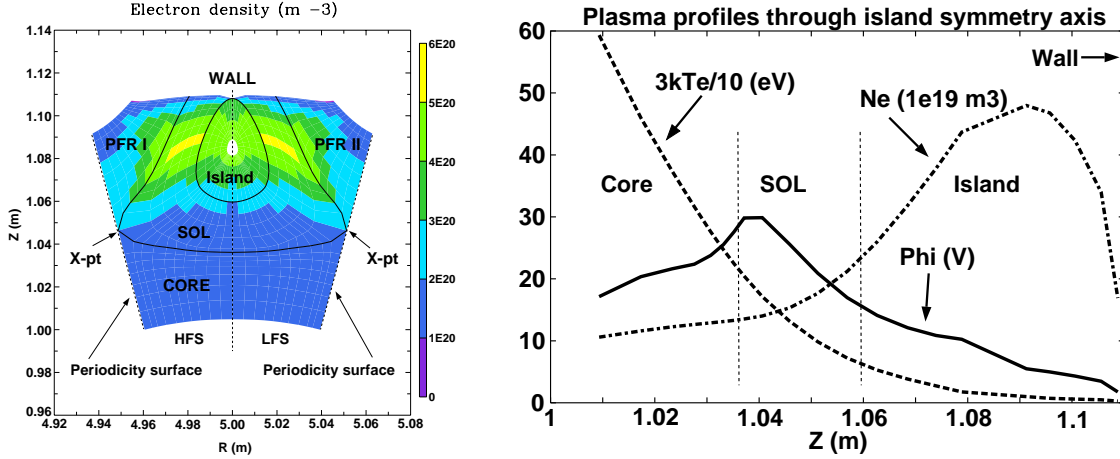 Electron density (m −3)
1.14
1.12
1.10
1.08
1.06
1.04
1.02
1.00
0.98
0.96
Z (m)
4.92
4.94
4.96
4.98
5.00
5.02
5.04
5.06
5.08
R (m)
WALL
PFR I
PFR II
Island
SOL
X-pt
X-pt
CORE
HFS
LFS
Periodicity surface
Periodicity surface
6E20
5E20
4E20
3E20
2E20
1E20
0
Plasma profiles through island symmetry axis
60
50
40
30
20
10
0
1
1.02
1.04
1.06
1.08
1.1
Z (m)
Wall
3kTe/10 (eV)
Ne (1e19 m3)
Core
SOL
Island
Phi (V)